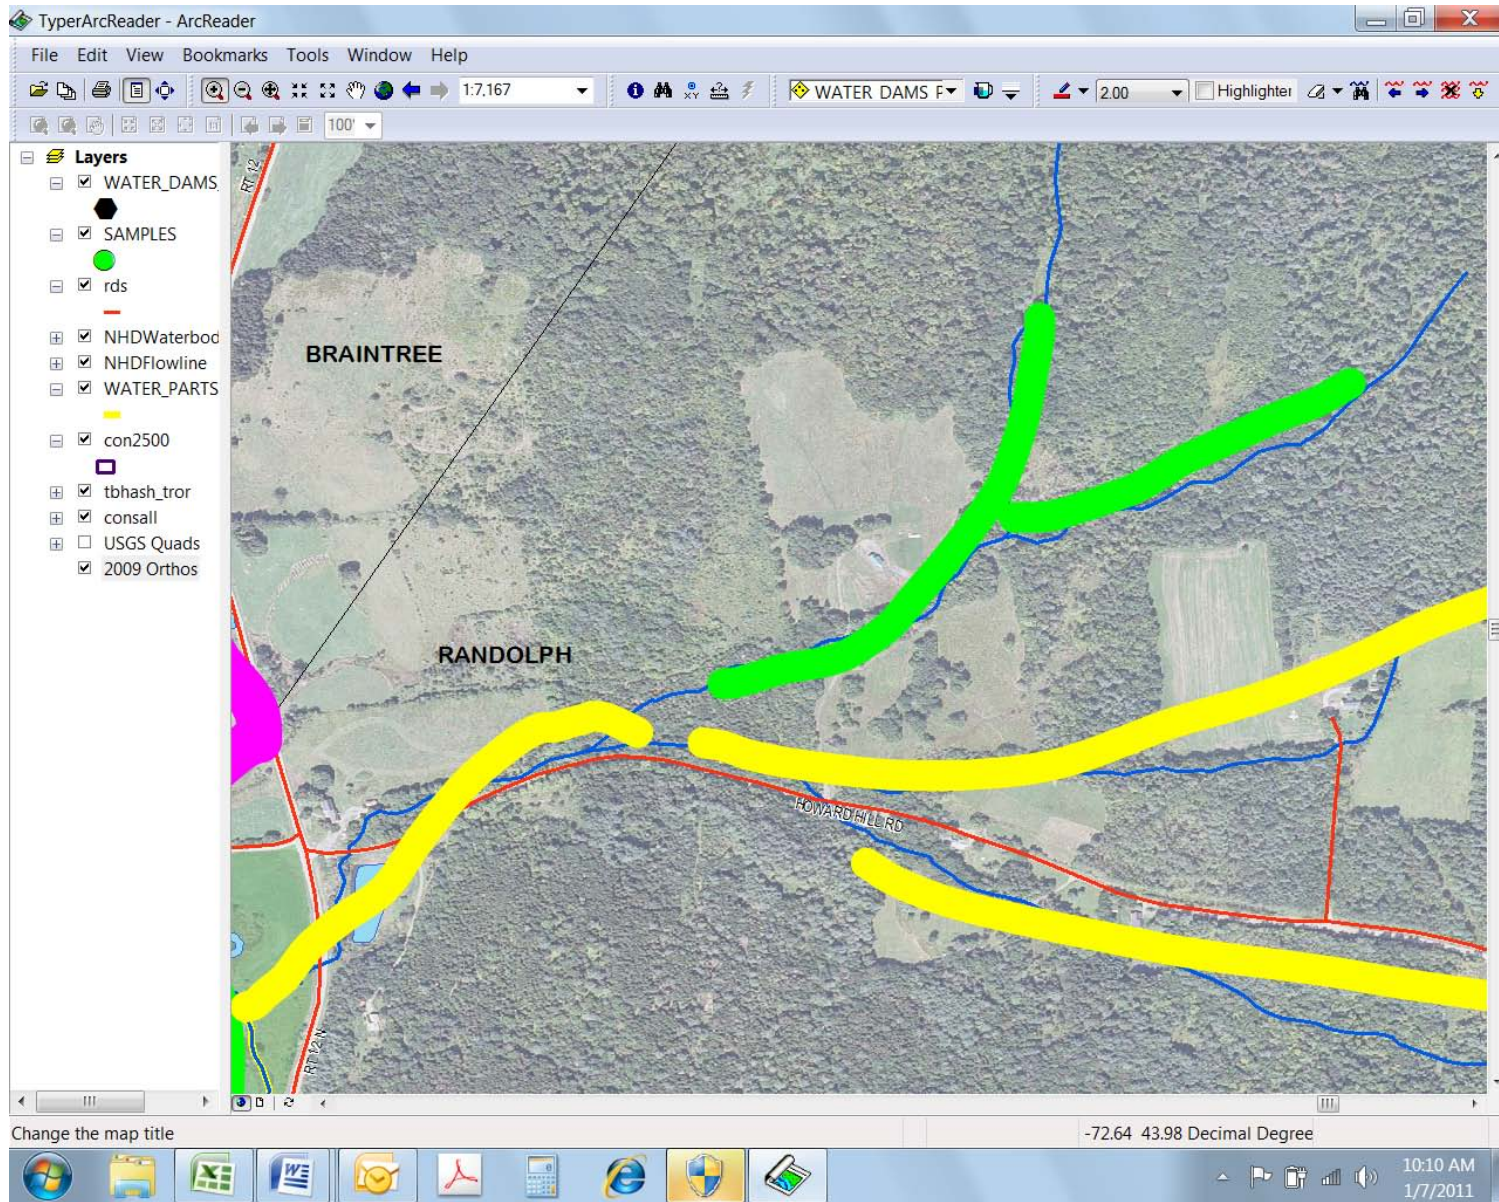 TyperArcReader - ArcReader
File Edit View Bookmarks Tools Window Help
1:7,167
WATER DAMS F
2.00
Highlighter
100'
Layers
WATER_DAMS_
SAMPLES
rds
NHDWaterbod
NHDFlowline
WATER_PARTS
con2500
tbhash_tror
consall
USGS Quads
2009 Orthos
RT 12
BRAINTREE
RANDOLPH
HOWARD HILL RD
RT 12 N
Change the map title
-72.64 43.98 Decimal Degree
10:10 AM
1/7/2011